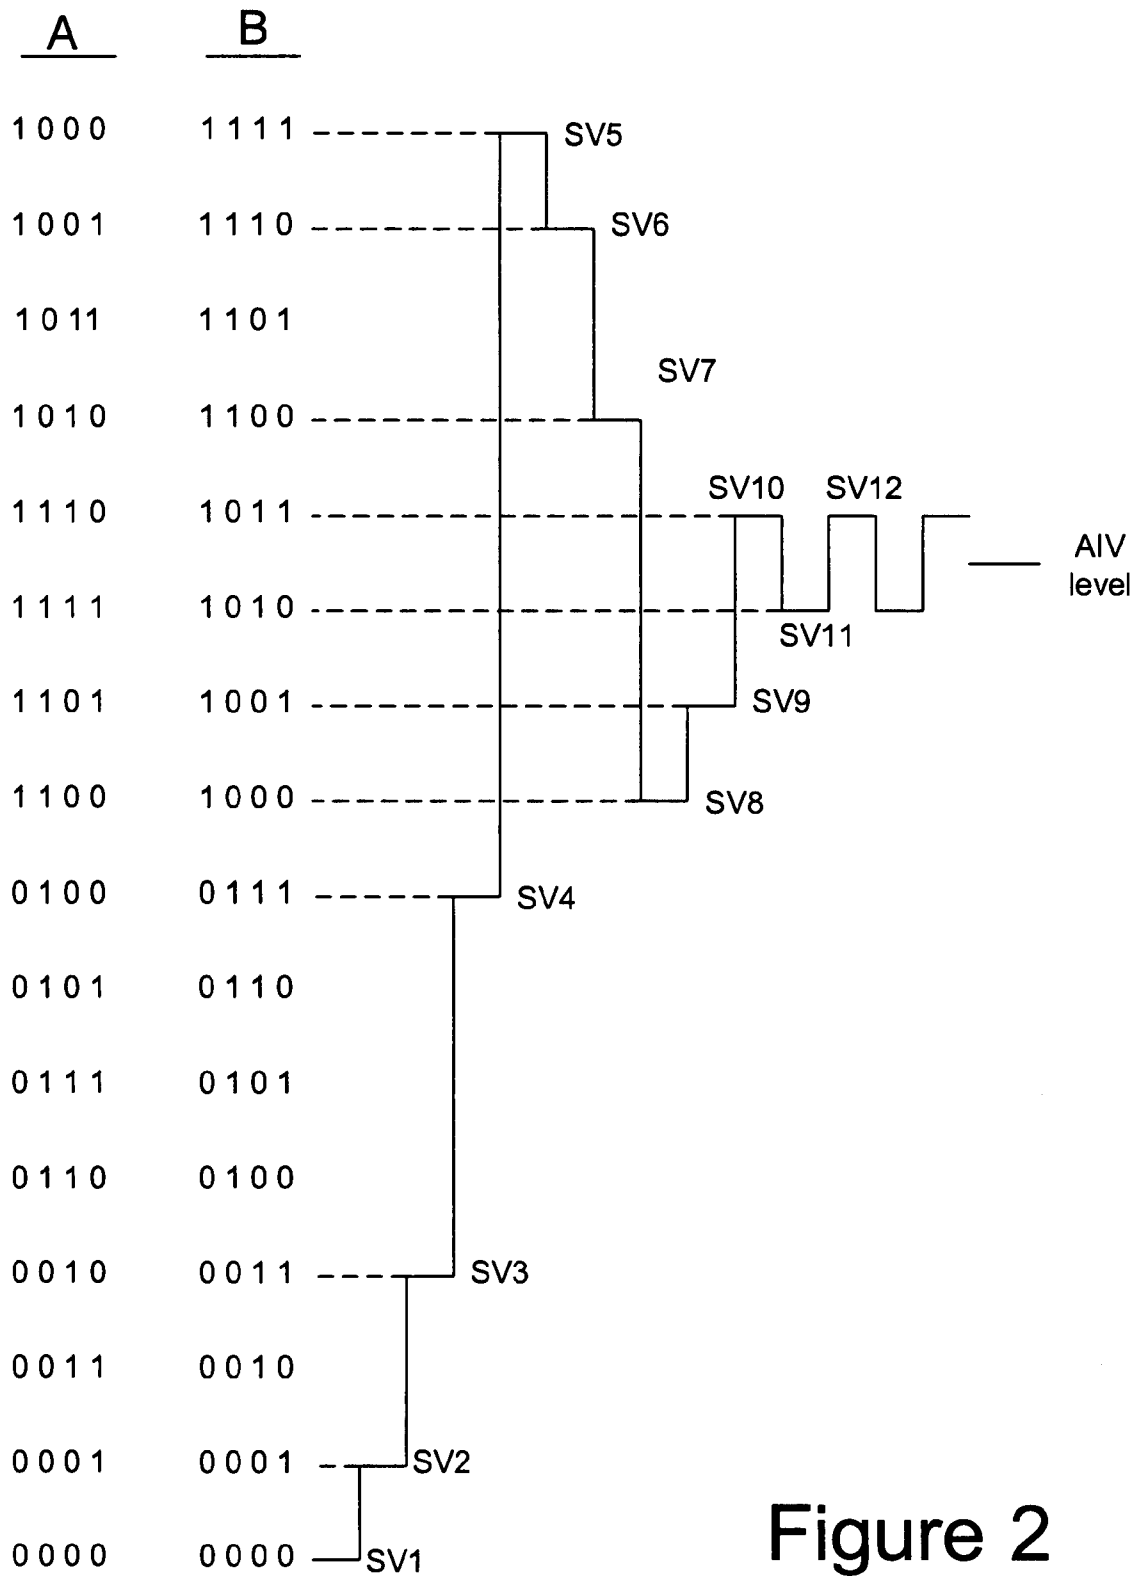 A B
1000 1111 SV5
1001 1110 SV6
1011 1101
SV7
1010 1100
SV10 SV12
1110 1011
AIV
level
1111 1010
SV11
1101 1001 SV9
1100 1000 SV8
0100 0111 SV4
0101 0110
0111 0101
0110 0100
0010 0011 SV3
0011 0010
0001 0001 SV2
0000 0000 SV1
Figure 2